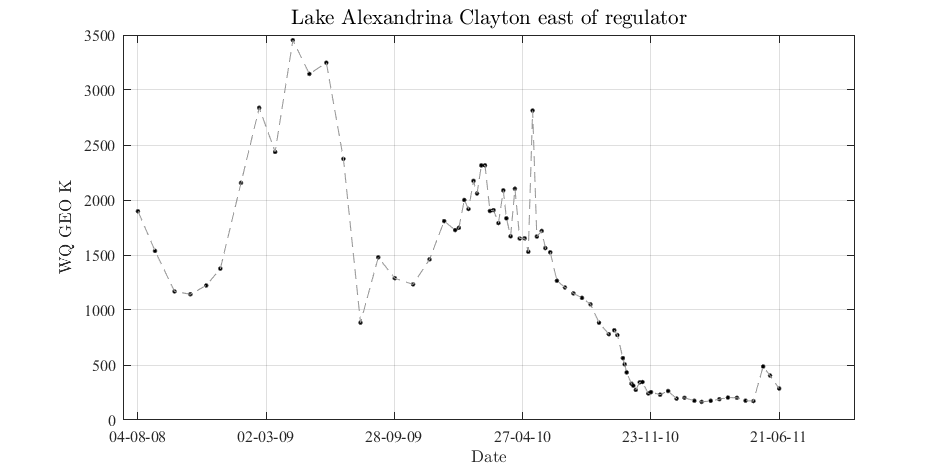 Lake Alexandrina Clayton east of regulator
3500
3000
2500
2000
1500
1000
500
0
WQ GEO K
04-08-08 02-03-09 28-09-09 27-04-10 23-11-10 21-06-11
Date